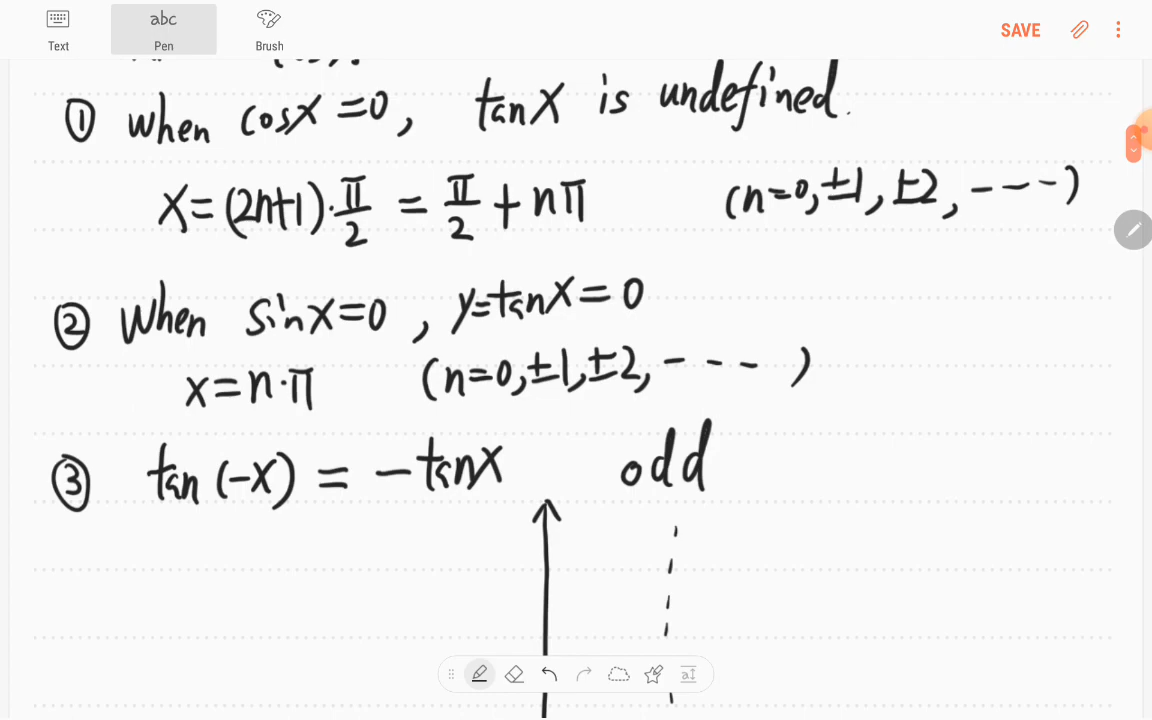 Text
abc
Pen
Brush
SAVE
① when cosx=0, tanx is undefined.
x=(2n+1)·π/2 = π/2 + nπ (n=0,±1,±2,----)
② When sinx=0, y=tanx=0
x=n·π (n=0,±1,±2,----)
③ tan(-x) = -tanx odd